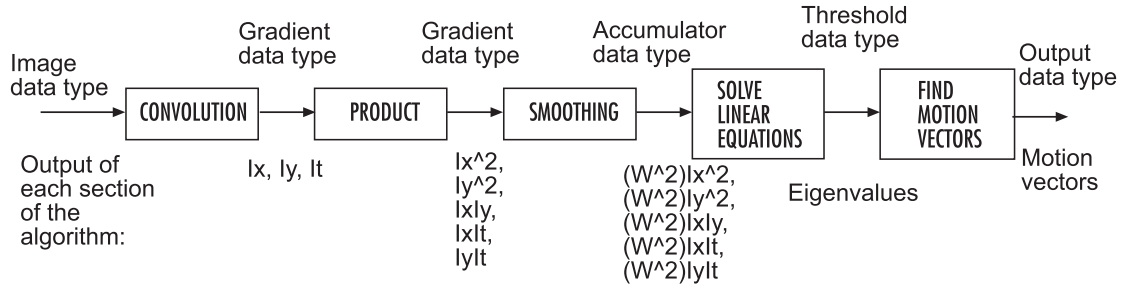 Image
data type
CONVOLUTION
Gradient
data type
PRODUCT
Gradient
data type
SMOOTHING
Accumulator
data type
SOLVE
LINEAR
EQUATIONS
Threshold
data type
FIND
MOTION
VECTORS
Output
data type
Output of
each section
of the
algorithm:
Ix, Iy, It
Ix^2,
Iy^2,
IxIy,
IxIt,
IyIt
(W^2)Ix^2,
(W^2)Iy^2,
(W^2)IxIy,
(W^2)IxIt,
(W^2)IyIt
Eigenvalues
Motion
vectors